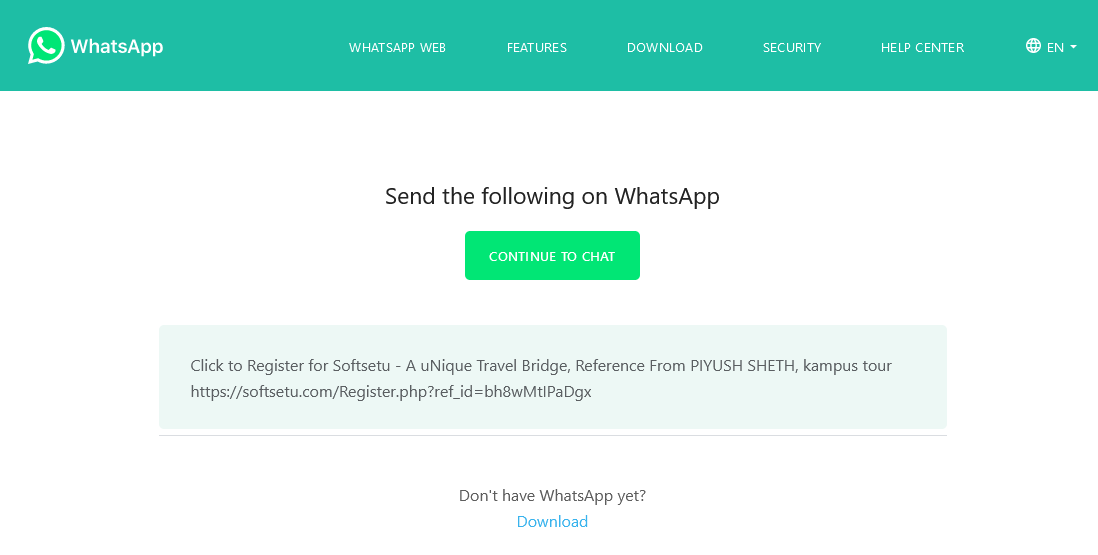 WhatsApp
WHATSAPP WEB
FEATURES
DOWNLOAD
SECURITY
HELP CENTER
EN
Send the following on WhatsApp
CONTINUE TO CHAT
Click to Register for Softsetu - A uNique Travel Bridge, Reference From PIYUSH SHETH, kampus tour
https://softsetu.com/Register.php?ref_id=bh8wMtIPaDgx
Don't have WhatsApp yet?
Download